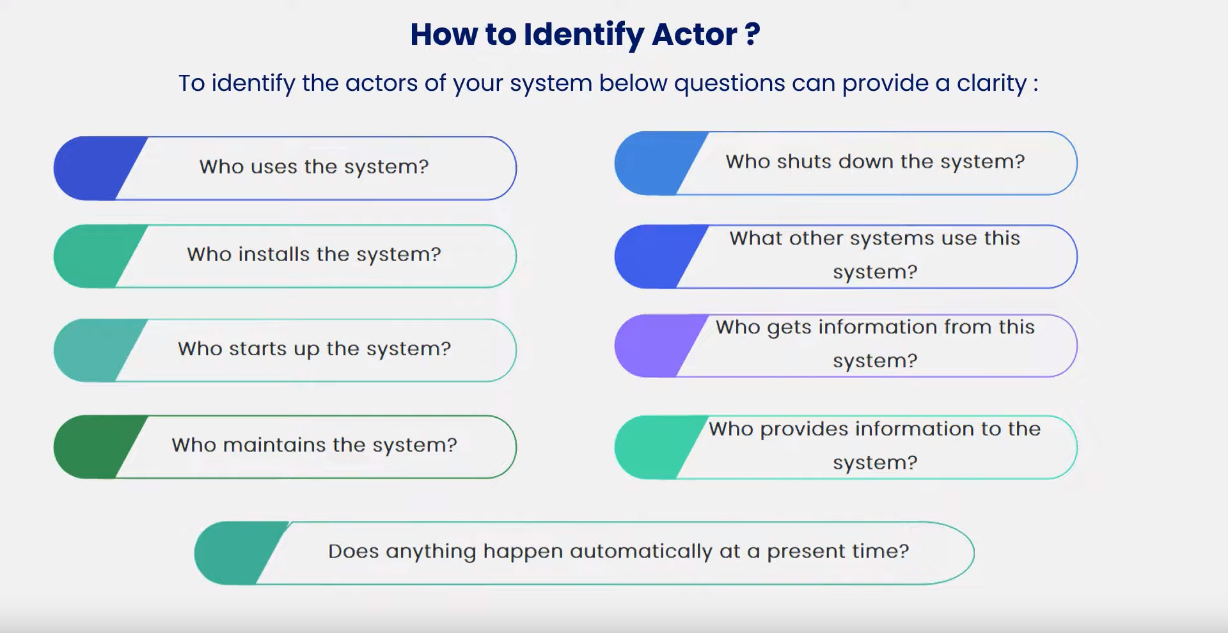 How to Identify Actor ?
To identify the actors of your system below questions can provide a clarity :
Who uses the system?
Who installs the system?
Who starts up the system?
Who maintains the system?
Who shuts down the system?
What other systems use this
system?
Who gets information from this
system?
Who provides information to the
system?
Does anything happen automatically at a present time?